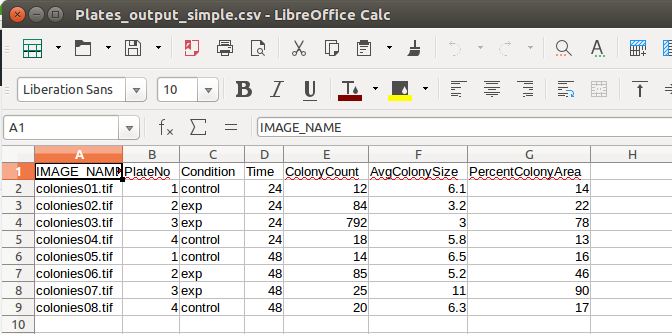 Plates_output_simple.csv - LibreOffice Calc
Liberation Sans 10 B I U T
A1 fx = IMAGE_NAME
A B C D E F G H
1 IMAGE_NAM PlateNo Condition Time ColonyCount AvgColonySize PercentColonyArea
2 colonies01.tif 1 control 24 12 6.1 14
3 colonies02.tif 2 exp 24 84 3.2 22
4 colonies03.tif 3 exp 24 792 3 78
5 colonies04.tif 4 control 24 18 5.8 13
6 colonies05.tif 1 control 48 14 6.5 16
7 colonies06.tif 2 exp 48 85 5.2 46
8 colonies07.tif 3 exp 48 25 11 90
9 colonies08.tif 4 control 48 20 6.3 17
10